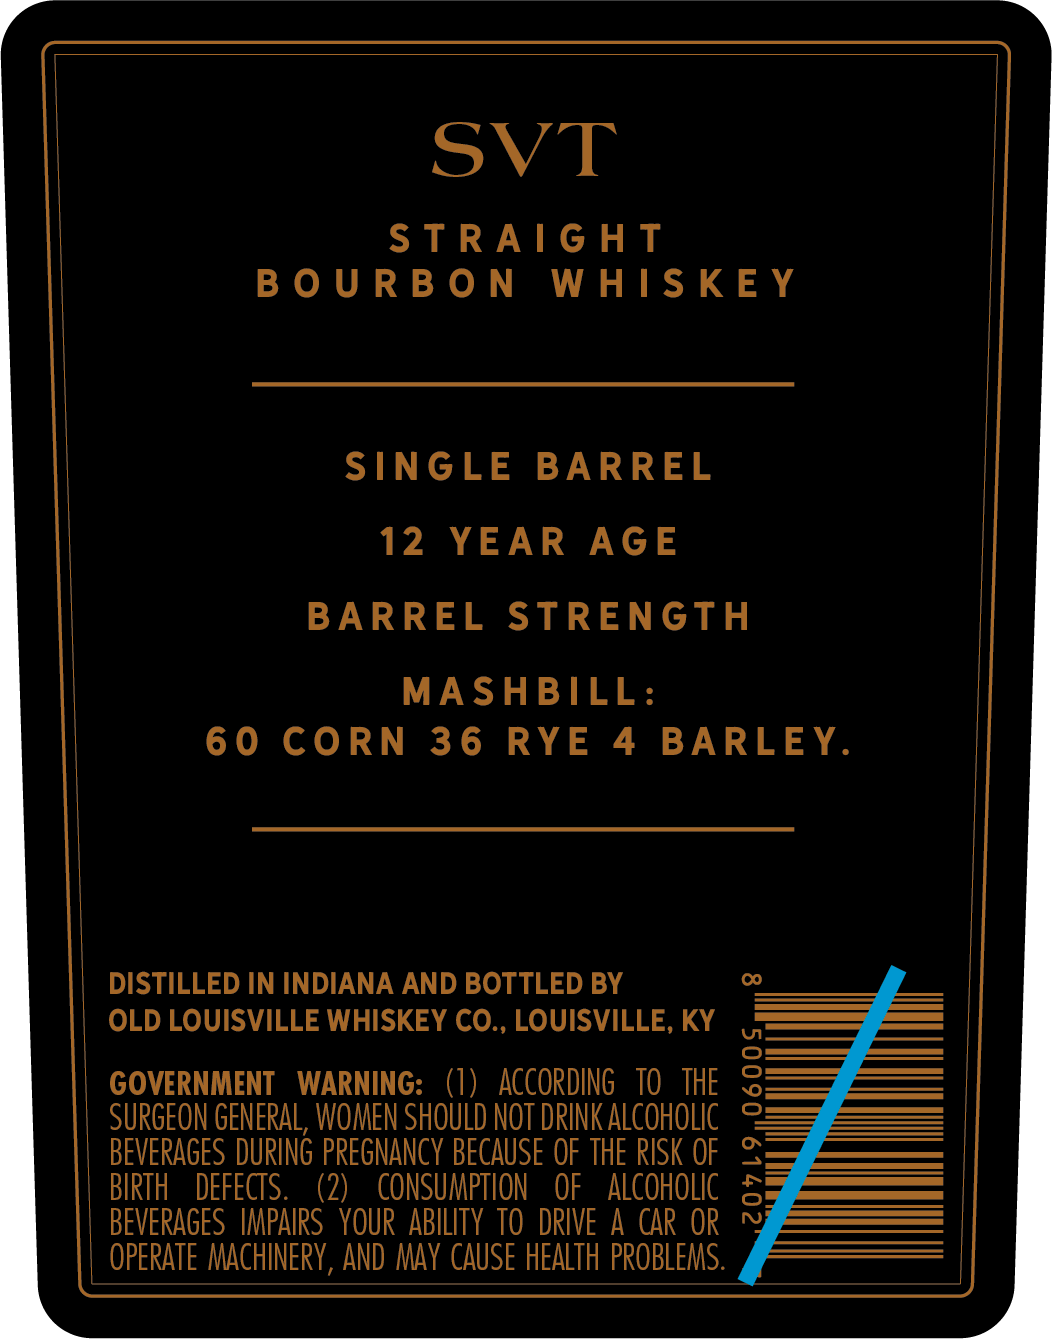 SVT
STRAIGHT
BOURBON WHISKEY
SINGLE BARREL
12 YEAR AGE
BARREL STRENGTH
MASHBILL:
60 CORN 36 RYE 4 BARLEY.
DISTILLED IN INDIANA AND BOTTLED BY
OLD LOUISVILLE WHISKEY CO., LOUISVILLE, KY
GOVERNMENT WARNING: (1) ACCORDING TO THE
SURGEON GENERAL, WOMEN SHOULD NOT DRINK ALCOHOLIC
BEVERAGES DURING PREGNANCY BECAUSE OF THE RISK OF
BIRTH DEFECTS. (2) CONSUMPTION OF ALCOHOLIC
BEVERAGES IMPAIRS YOUR ABILITY TO DRIVE A CAR OR
OPERATE MACHINERY, AND MAY CAUSE HEALTH PROBLEMS.
8 50090 61402